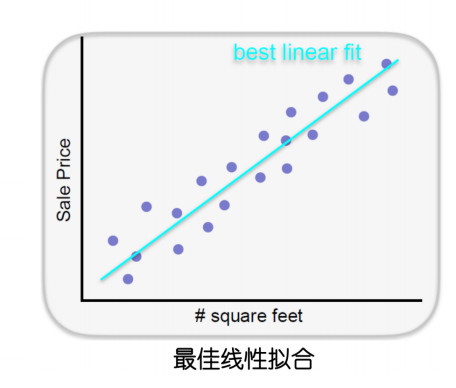 best linear fit
Sale Price
# square feet
最佳线性拟合